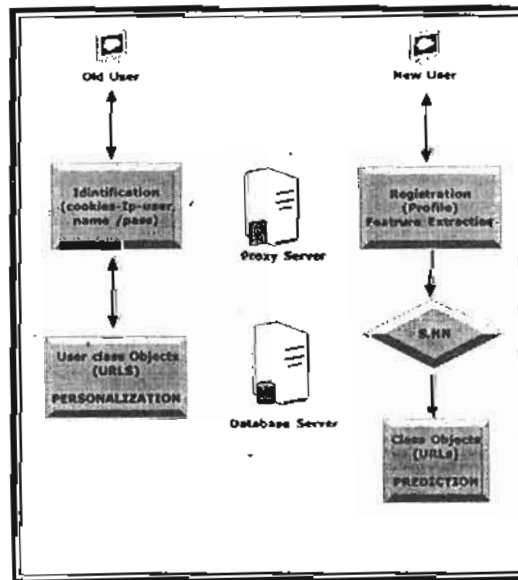 Old User
New User
Idintification
(cookies-Ip-user,
name /pass)
Registration
(Profile)
Featrure Extraction
Proxy Server
S.NN
User class Objects
(URLS)
PERSONALIZATION
Database Server
Class Objects
(URLs)
PREDICTION